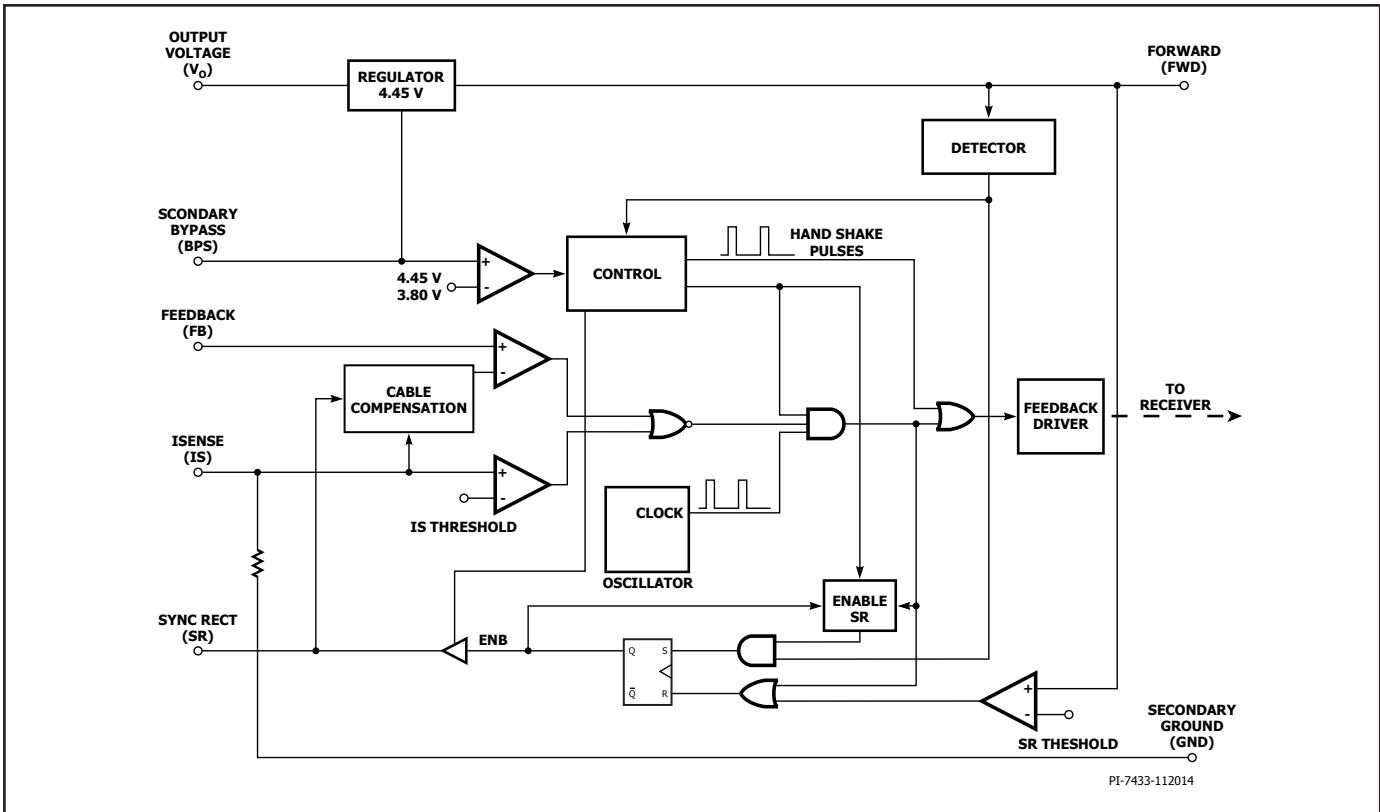 OUTPUT
VOLTAGE
(VO)
REGULATOR
4.45 V
FORWARD
(FWD)
DETECTOR
SCONDARY
BYPASS
(BPS)
+
-
4.45 V
3.80 V
CONTROL
HAND SHAKE
PULSES
FEEDBACK
(FB)
+
-
CABLE
COMPENSATION
FEEDBACK
DRIVER
TO
RECEIVER
ISENSE
(IS)
+
-
IS THRESHOLD
CLOCK
OSCILLATOR
ENABLE
SR
SYNC RECT
(SR)
ENB
Q
S
Q̅
R
+
-
SR THESHOLD
SECONDARY
GROUND
(GND)
PI-7433-112014